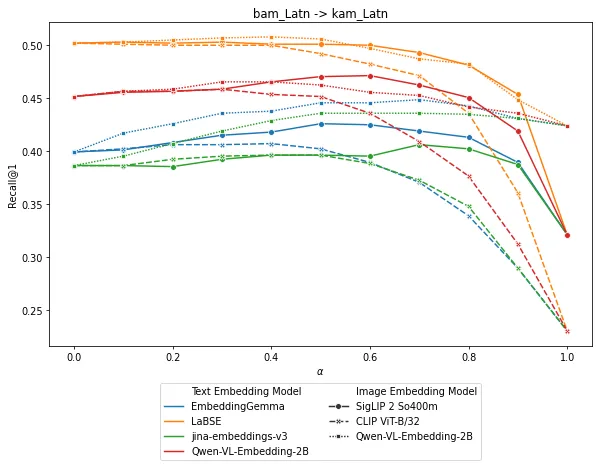 bam_Latn -> kam_Latn
Recall@1
0.50
0.45
0.40
0.35
0.30
0.25
0.0
0.2
0.4
0.6
0.8
1.0
α
Text Embedding Model
EmbeddingGemma
LaBSE
jina-embeddings-v3
Qwen-VL-Embedding-2B
Image Embedding Model
SigLIP 2 So400m
CLIP ViT-B/32
Qwen-VL-Embedding-2B